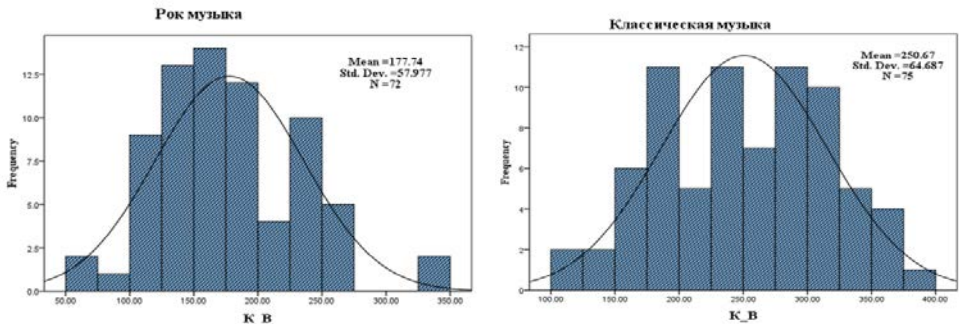 Рок музыка
Mean =177.74
Std. Dev. =57.977
N =72
12.5
10.0
7.5
5.0
2.5
0.0
Frequency
50.00 100.00 150.00 200.00 250.00 300.00 350.00
К_В
Классическая музыка
Mean =250.67
Std. Dev. =64.687
N =75
12
10
8
6
4
2
0
Frequency
100.00 150.00 200.00 250.00 300.00 350.00 400.00
К_В